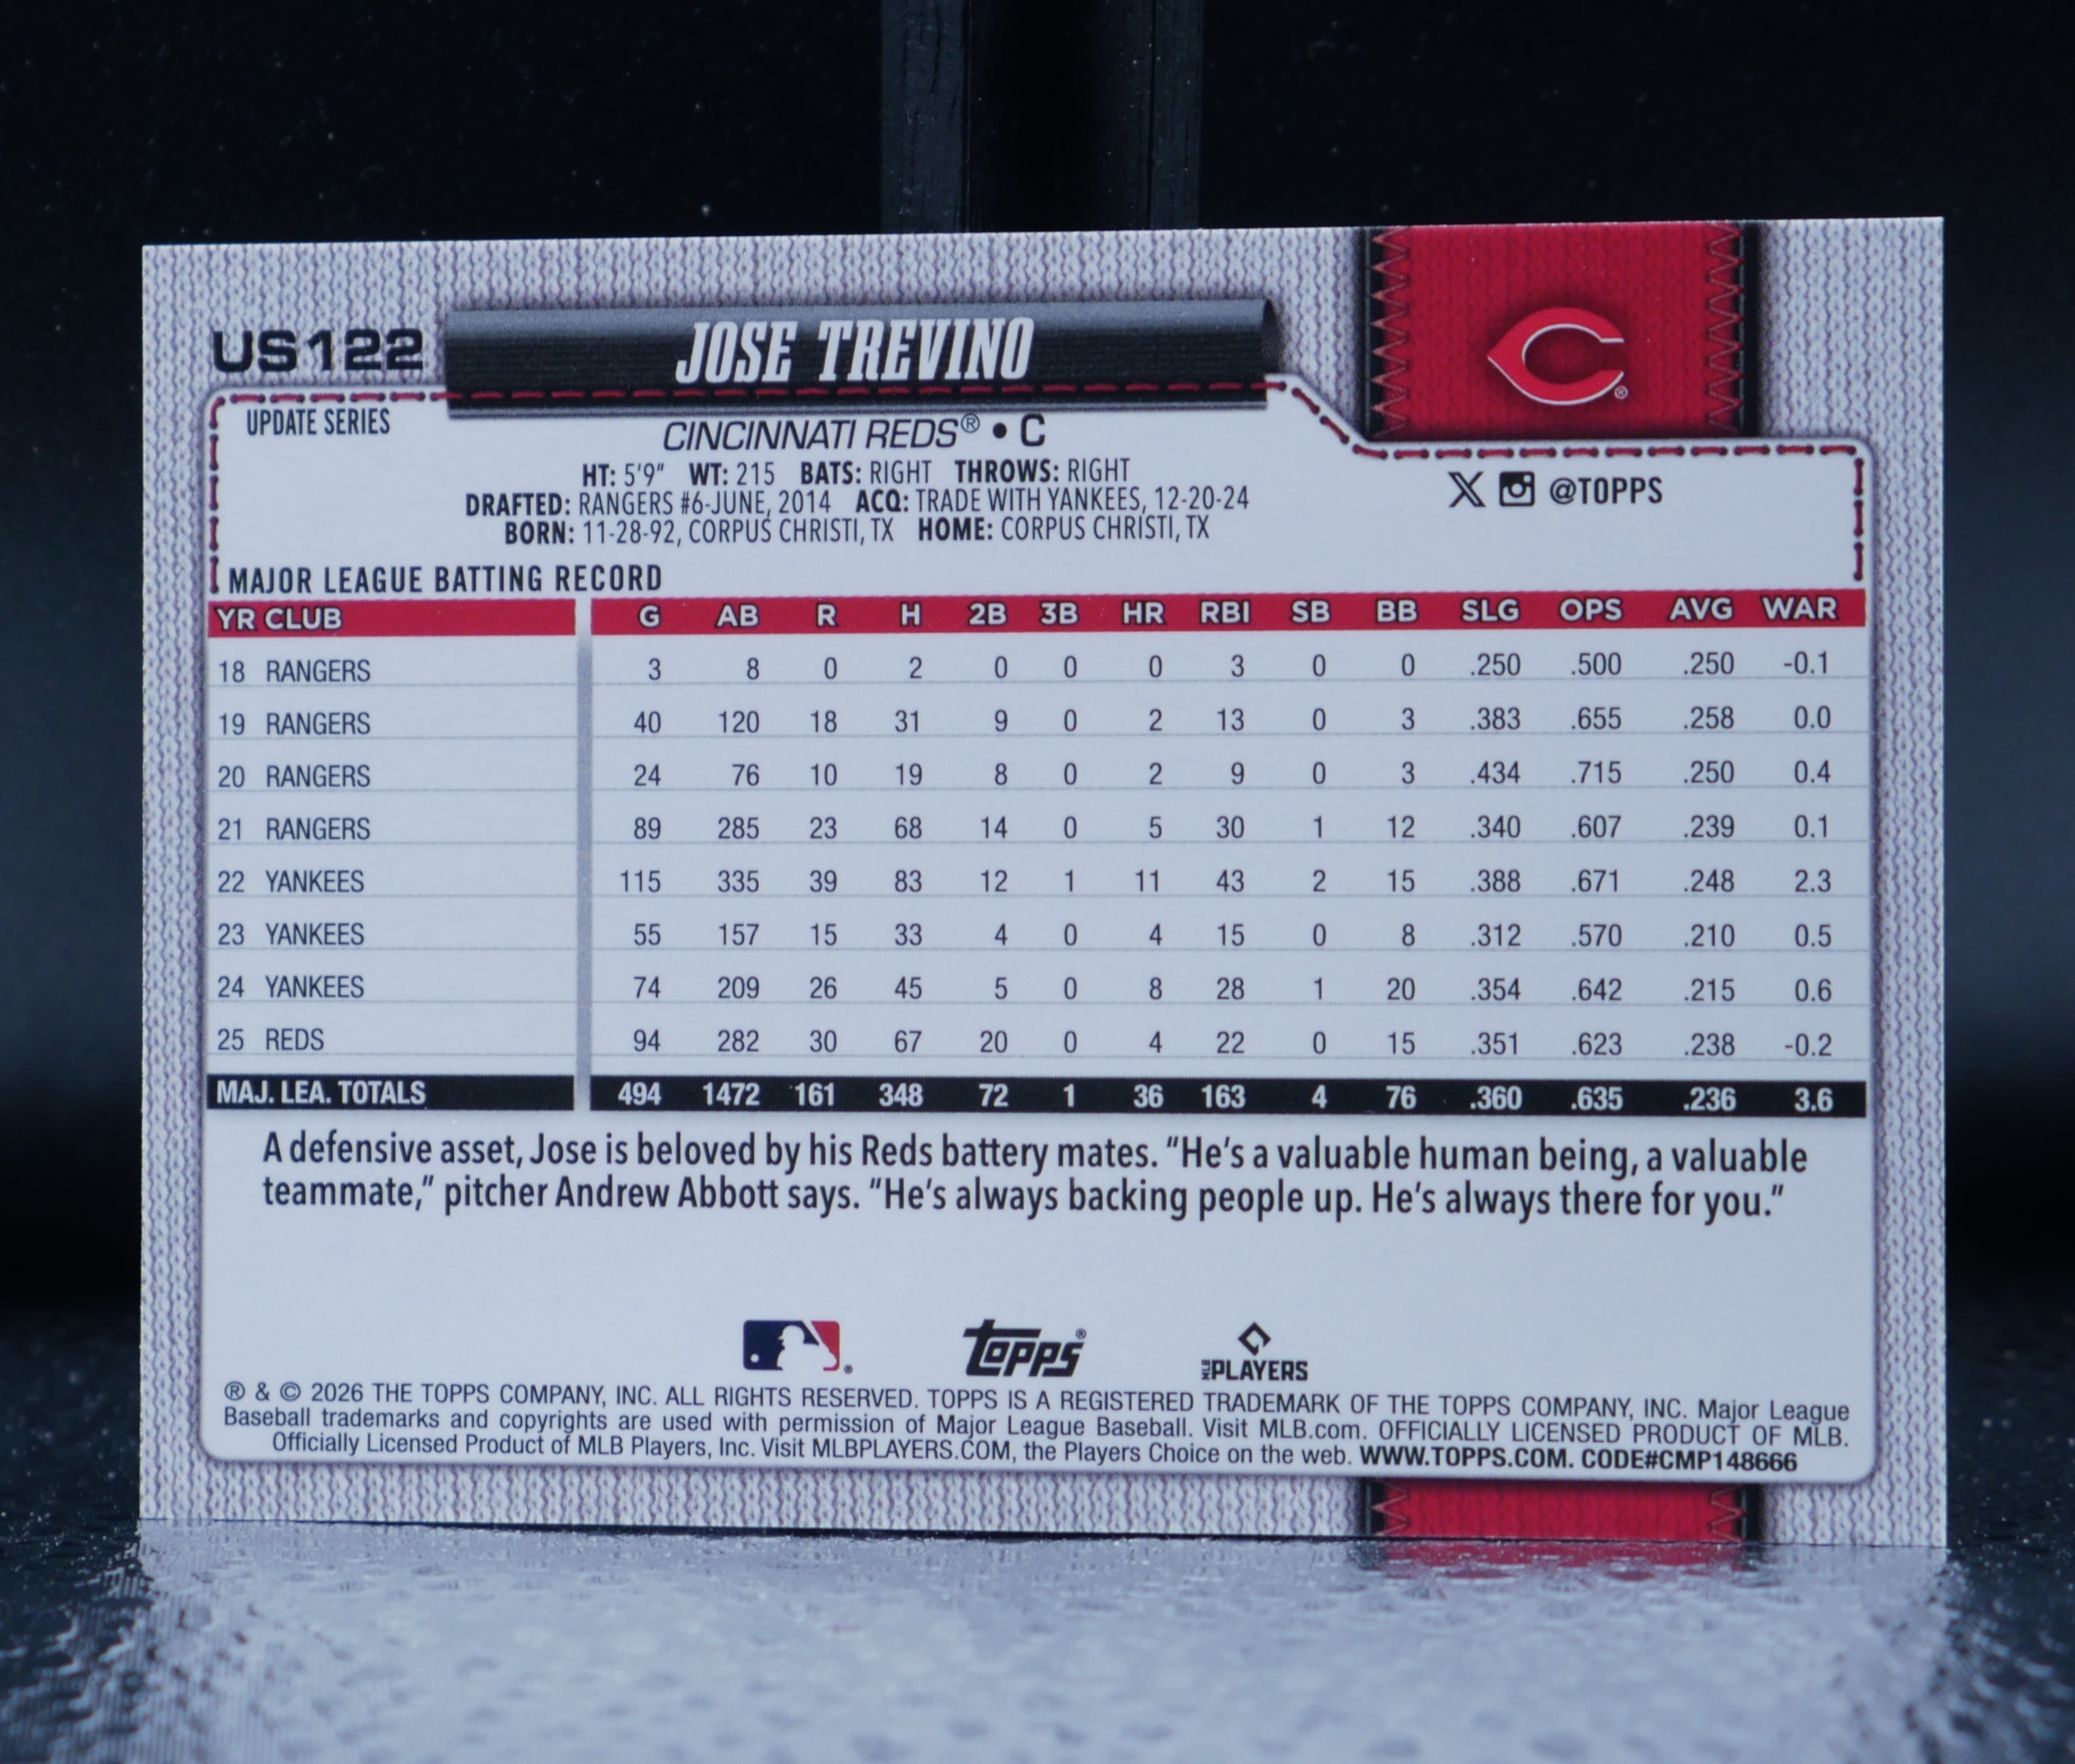 US122 JOSE TREVINO
UPDATE SERIES
CINCINNATI REDS® • C
HT: 5'9" WT: 215 BATS: RIGHT THROWS: RIGHT
DRAFTED: RANGERS #6-JUNE, 2014 ACQ: TRADE WITH YANKEES, 12-20-24
BORN: 11-28-92, CORPUS CHRISTI, TX HOME: CORPUS CHRISTI, TX
@TOPPS
MAJOR LEAGUE BATTING RECORD
YR CLUB G AB R H 2B 3B HR RBI SB BB SLG OPS AVG WAR
18 RANGERS 3 8 0 2 0 0 0 3 0 0 .250 .500 .250 -0.1
19 RANGERS 40 120 18 31 9 0 2 13 0 3 .383 .655 .258 0.0
20 RANGERS 24 76 10 19 8 0 2 9 0 3 .434 .715 .250 0.4
21 RANGERS 89 285 23 68 14 0 5 30 1 12 .340 .607 .239 0.1
22 YANKEES 115 335 39 83 12 1 11 43 2 15 .388 .671 .248 2.3
23 YANKEES 55 157 15 33 4 0 4 15 0 8 .312 .570 .210 0.5
24 YANKEES 74 209 26 45 5 0 8 28 1 20 .354 .642 .215 0.6
25 REDS 94 282 30 67 20 0 4 22 0 15 .351 .623 .238 -0.2
MAJ. LEA. TOTALS 494 1472 161 348 72 1 36 163 4 76 .360 .635 .236 3.6
A defensive asset, Jose is beloved by his Reds battery mates. "He's a valuable human being, a valuable
teammate," pitcher Andrew Abbott says. "He's always backing people up. He's always there for you."
topps®
MLB PLAYERS
® & © 2026 THE TOPPS COMPANY, INC. ALL RIGHTS RESERVED. TOPPS IS A REGISTERED TRADEMARK OF THE TOPPS COMPANY, INC. Major League
Baseball trademarks and copyrights are used with permission of Major League Baseball. Visit MLB.com. OFFICIALLY LICENSED PRODUCT OF MLB.
Officially Licensed Product of MLB Players, Inc. Visit MLBPLAYERS.COM, the Players Choice on the web. WWW.TOPPS.COM. CODE#CMP148666